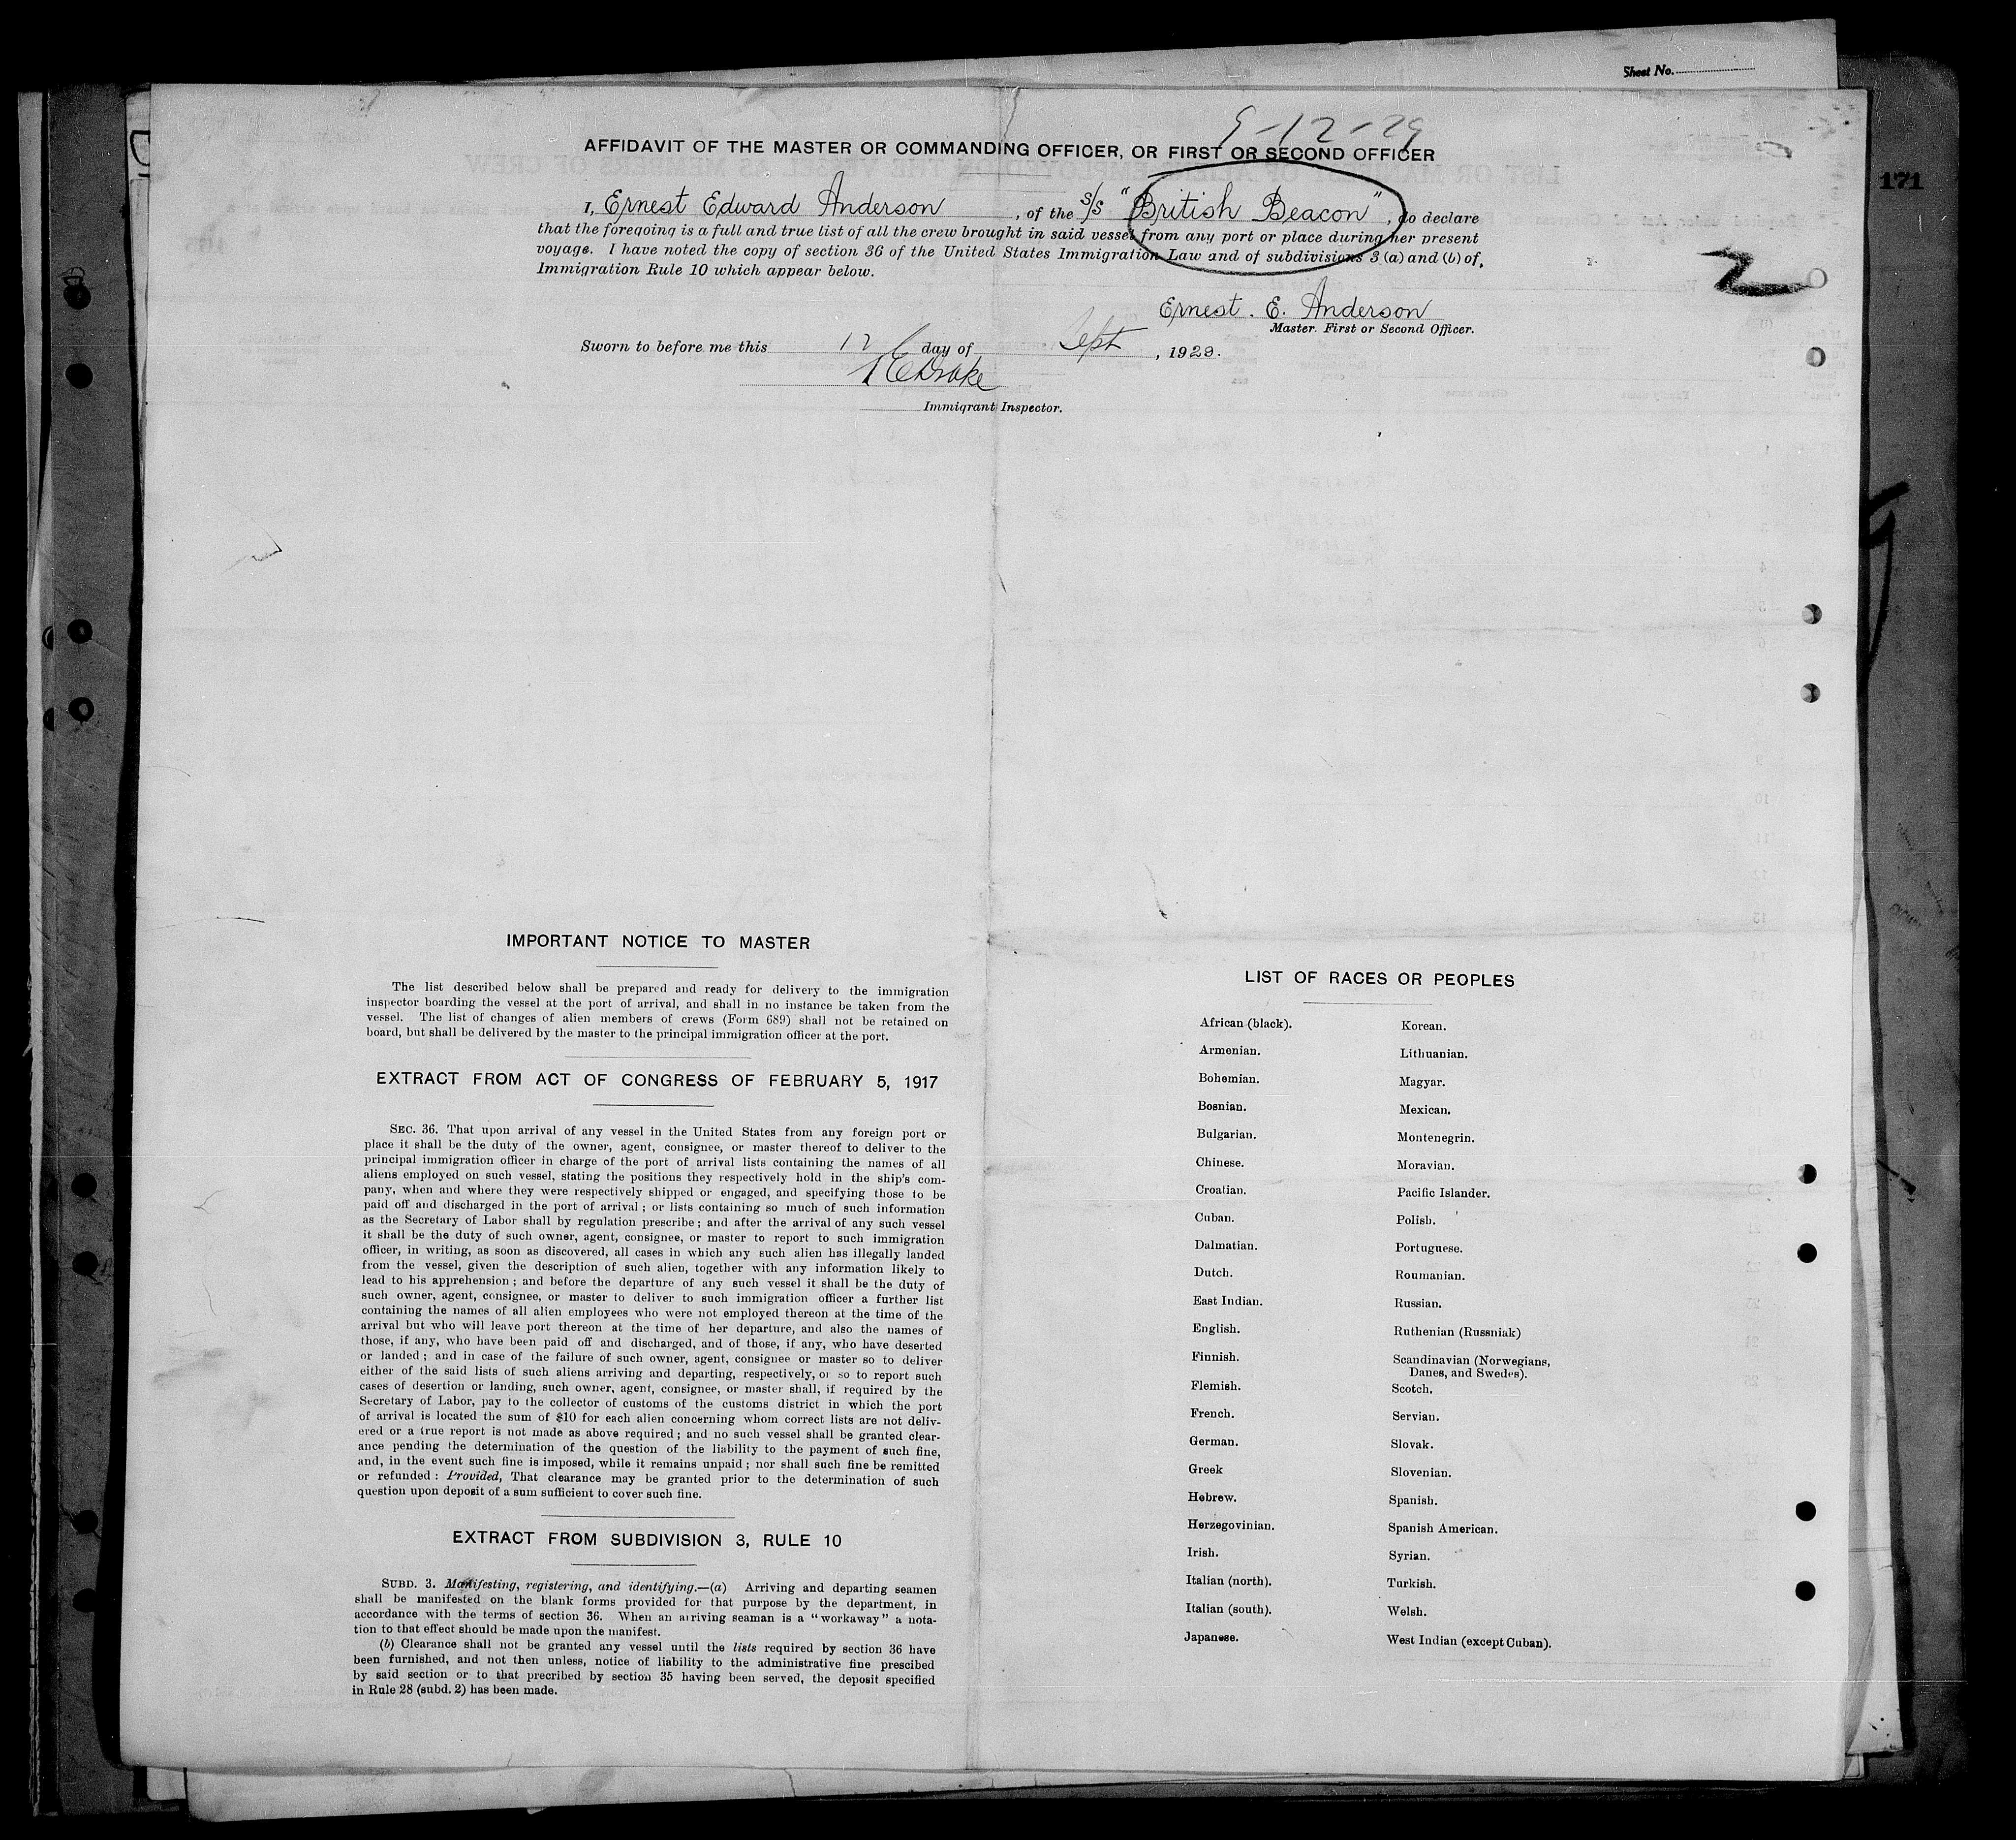 Sheet No.
171
9-12-29
AFFIDAVIT OF THE MASTER OR COMMANDING OFFICER, OR FIRST OR SECOND OFFICER
I, Ernest Edward Anderson, of the S/S "British Beacon", do declare
that the foregoing is a full and true list of all the crew brought in said vessel from any port or place during her present
voyage. I have noted the copy of section 36 of the United States Immigration Law and of subdivisions 3 (a) and (b) of,
Immigration Rule 10 which appear below.
2
Ernest. E. Anderson
Master. First or Second Officer.
Sworn to before me this 12 day of Sept, 1929.
Drake
Immigrant Inspector.
IMPORTANT NOTICE TO MASTER
The list described below shall be prepared and ready for delivery to the immigration
inspector boarding the vessel at the port of arrival, and shall in no instance be taken from the
vessel. The list of changes of alien members of crews (Form 689) shall not be retained on
board, but shall be delivered by the master to the principal immigration officer at the port.
EXTRACT FROM ACT OF CONGRESS OF FEBRUARY 5, 1917
SEC. 36. That upon arrival of any vessel in the United States from any foreign port or
place it shall be the duty of the owner, agent, consignee, or master thereof to deliver to the
principal immigration officer in charge of the port of arrival lists containing the names of all
aliens employed on such vessel, stating the positions they respectively hold in the ship's com-
pany, when and where they were respectively shipped or engaged, and specifying those to be
paid off and discharged in the port of arrival; or lists containing so much of such information
as the Secretary of Labor shall by regulation prescribe; and after the arrival of any such vessel
it shall be the duty of such owner, agent, consignee, or master to report to such immigration
officer, in writing, as soon as discovered, all cases in which any such alien has illegally landed
from the vessel, given the description of such alien, together with any information likely to
lead to his apprehension; and before the departure of any such vessel it shall be the duty of
such owner, agent, consignee, or master to deliver to such immigration officer a further list
containing the names of all alien employees who were not employed thereon at the time of the
arrival but who will leave port thereon at the time of her departure, and also the names of
those, if any, who have been paid off and discharged, and of those, if any, who have deserted
or landed; and in case of the failure of such owner, agent, consignee or master so to deliver
either of the said lists of such aliens arriving and departing, respectively, or so to report such
cases of desertion or landing, such owner, agent, consignee, or master shall, if required by the
Secretary of Labor, pay to the collector of customs of the customs district in which the port
of arrival is located the sum of $10 for each alien concerning whom correct lists are not deliv-
ered or a true report is not made as above required; and no such vessel shall be granted clear-
ance pending the determination of the question of the liability to the payment of such fine,
and, in the event such fine is imposed, while it remains unpaid; nor shall such fine be remitted
or refunded: Provided, That clearance may be granted prior to the determination of such
question upon deposit of a sum sufficient to cover such fine.
EXTRACT FROM SUBDIVISION 3, RULE 10
SUBD. 3. Manifesting, registering, and identifying.—(a) Arriving and departing seamen
shall be manifested on the blank forms provided for that purpose by the department, in
accordance with the terms of section 36. When an arriving seaman is a "workaway" a nota-
tion to that effect should be made upon the manifest.
(b) Clearance shall not be granted any vessel until the lists required by section 36 have
been furnished, and not then unless, notice of liability to the administrative fine prescibed
by said section or to that precribed by section 35 having been served, the deposit specified
in Rule 28 (subd. 2) has been made.
LIST OF RACES OR PEOPLES
African (black).
Armenian.
Bohemian.
Bosnian.
Bulgarian.
Chinese.
Croatian.
Cuban.
Dalmatian.
Dutch.
East Indian.
English.
Finnish.
Flemish.
French.
German.
Greek
Hebrew.
Herzegovinian.
Irish.
Italian (north).
Italian (south).
Japanese.
Korean.
Lithuanian.
Magyar.
Mexican.
Montenegrin.
Moravian.
Pacific Islander.
Polish.
Portuguese.
Roumanian.
Russian.
Ruthenian (Russniak)
Scandinavian (Norwegians,
Danes, and Swedes).
Scotch.
Servian.
Slovak.
Slovenian.
Spanish.
Spanish American.
Syrian.
Turkish.
Welsh.
West Indian (except Cuban).